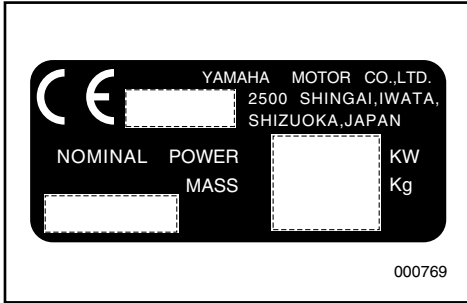 CE YAMAHA MOTOR CO.,LTD.
2500 SHINGAI,IWATA,
SHIZUOKA,JAPAN
NOMINAL POWER KW
MASS Kg
000769